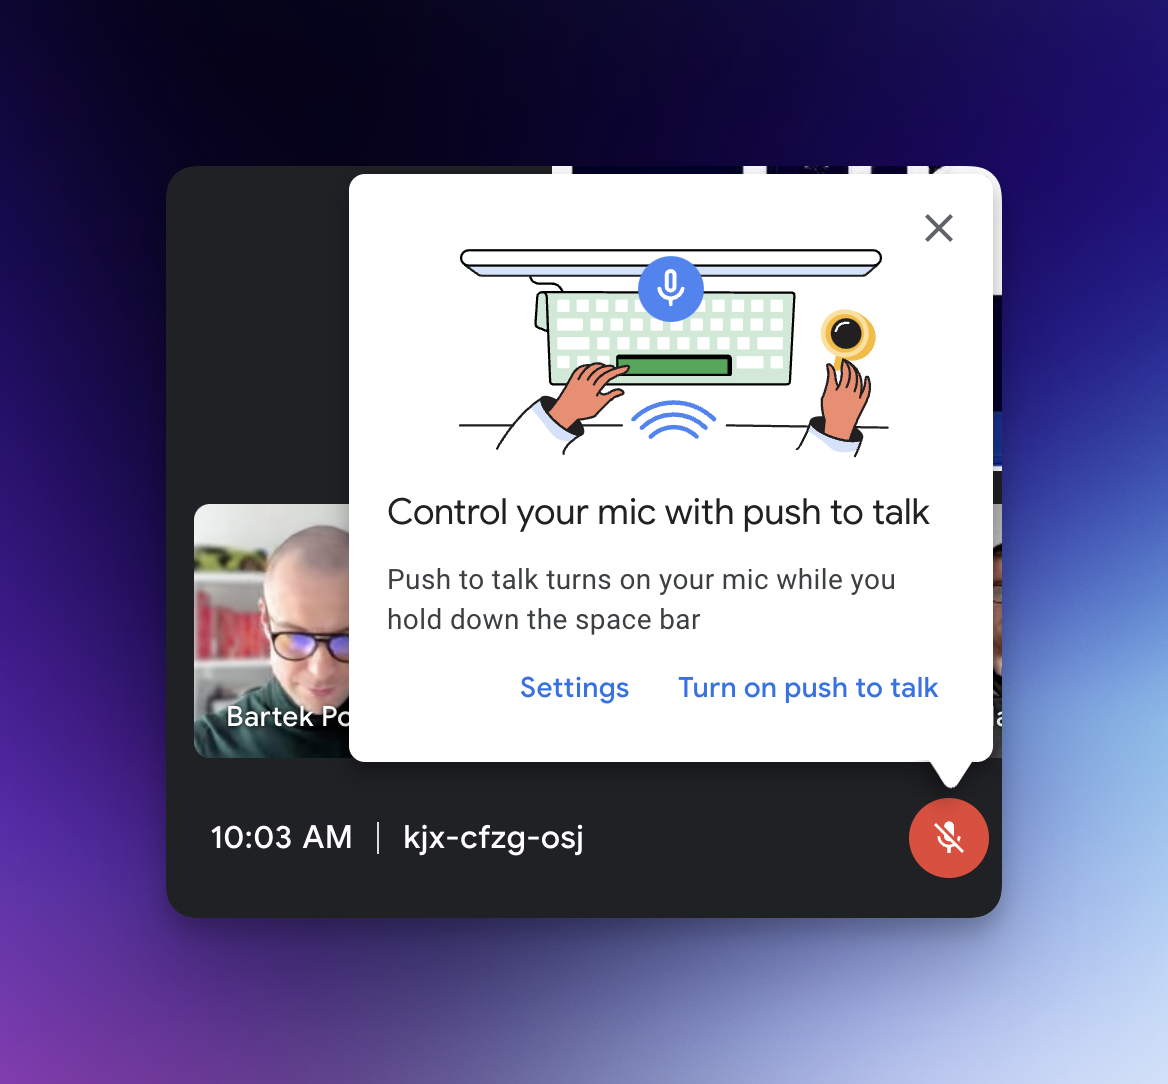 Control your mic with push to talk
Push to talk turns on your mic while you
hold down the space bar
Settings
Turn on push to talk
Bartek
10:03 AM | kjx-cfzg-osj